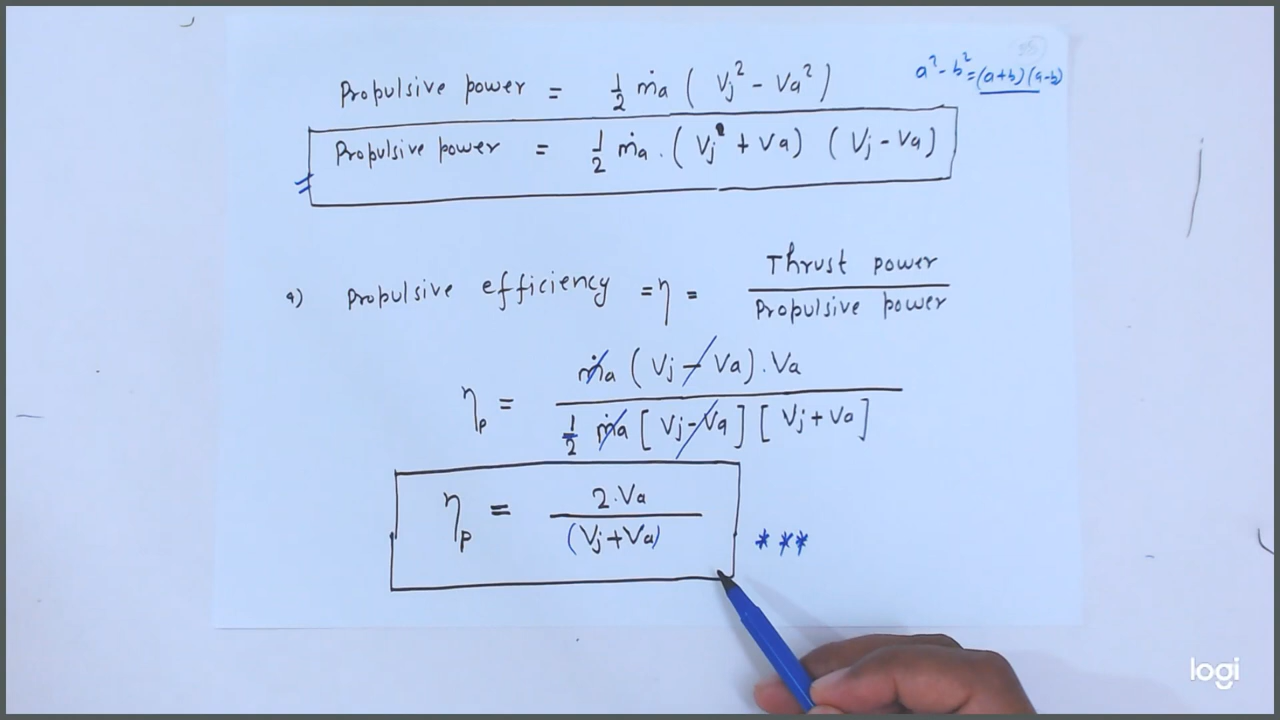 a² - b² = (a+b) (a-b)
Propulsive power = 1/2 ṁa ( Vj² - Va² )
Propulsive power = 1/2 ṁa . ( Vj + Va ) ( Vj - Va )
4) Propulsive efficiency = η = Thrust power / Propulsive power
ηp = ṁa ( Vj - Va ) . Va / 1/2 ṁa [ Vj - Va ] [ Vj + Va ]
ηp = 2.Va / (Vj + Va)
* * *
logi